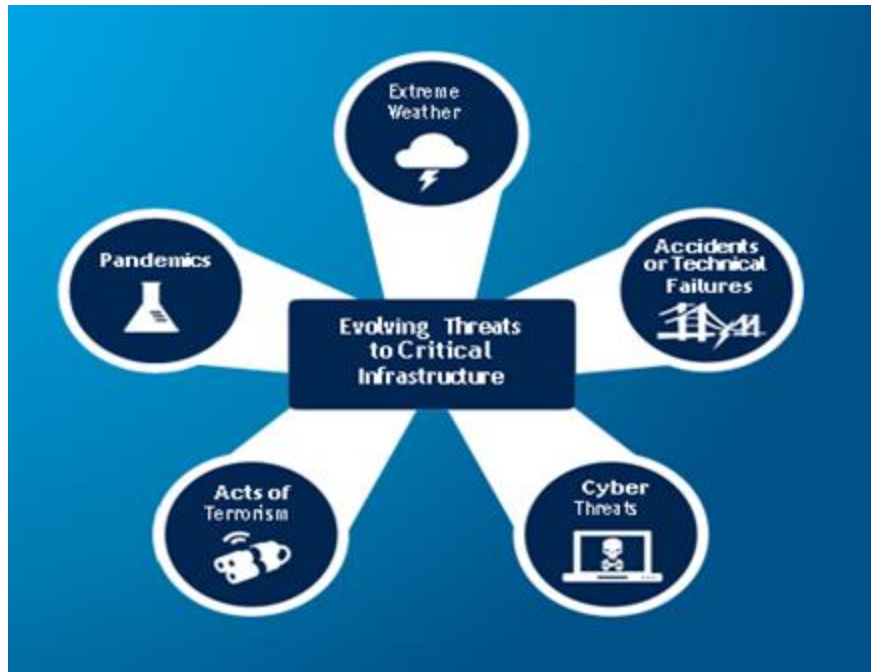 Extreme
Weather
Pandemics
Accidents
or Technical
Failures
Evolving Threats
to Critical
Infrastructure
Acts of
Terrorism
Cyber
Threats